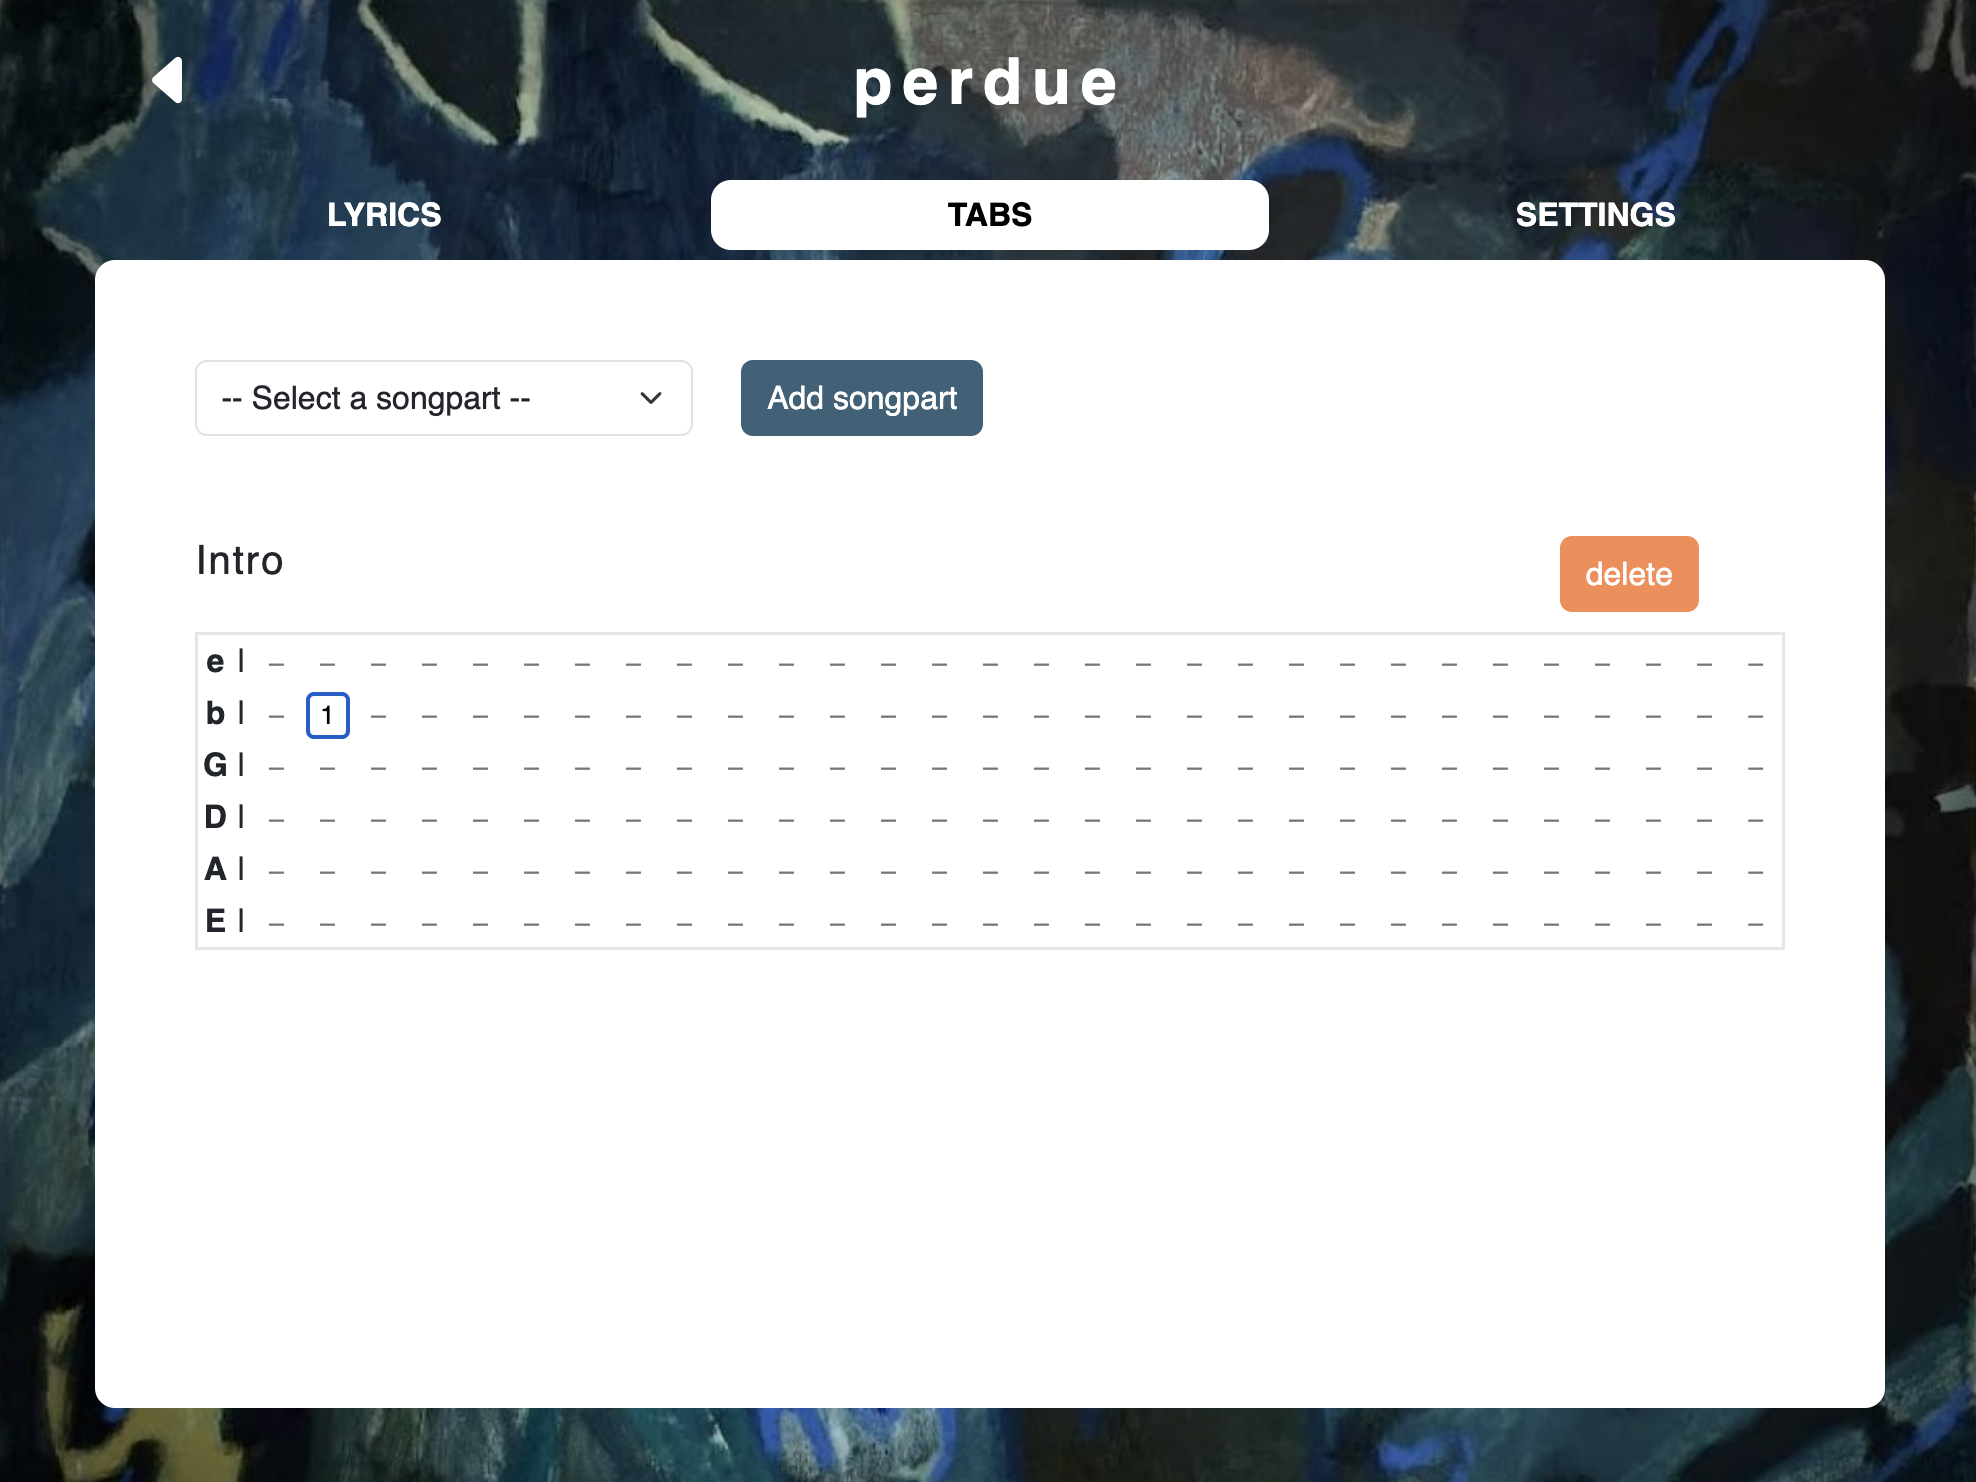 perdue
LYRICS TABS SETTINGS
-- Select a songpart -- Add songpart
Intro delete
e | – – – – – – – – – – – – – – – – – – – – – – – – – – – – – –
b | – 1 – – – – – – – – – – – – – – – – – – – – – – – – – – – –
G | – – – – – – – – – – – – – – – – – – – – – – – – – – – – – –
D | – – – – – – – – – – – – – – – – – – – – – – – – – – – – – –
A | – – – – – – – – – – – – – – – – – – – – – – – – – – – – – –
E | – – – – – – – – – – – – – – – – – – – – – – – – – – – – – –